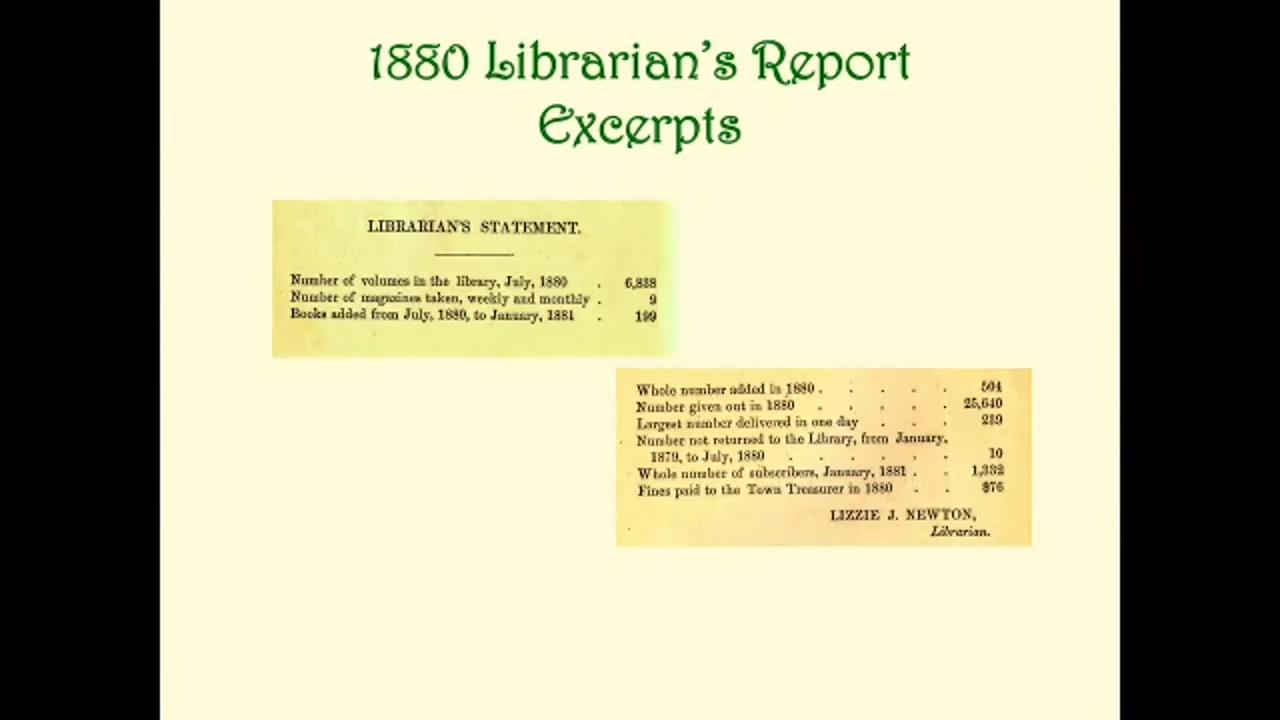 1880 Librarian's Report
Excerpts
LIBRARIAN'S STATEMENT.
Number of volumes in the library, July, 1880 . 6,838
Number of magazines taken, weekly and monthly . 9
Books added from July, 1880, to January, 1881 . 199
Whole number added in 1880 . . . . . 504
Number given out in 1880 . . . . . 25,640
Largest number delivered in one day . . . 239
Number not returned to the Library, from January,
1879, to July, 1880 . . . . . . 10
Whole number of subscribers, January, 1881 . . 1,332
Fines paid to the Town Treasurer in 1880 . . $76
LIZZIE J. NEWTON,
Librarian.